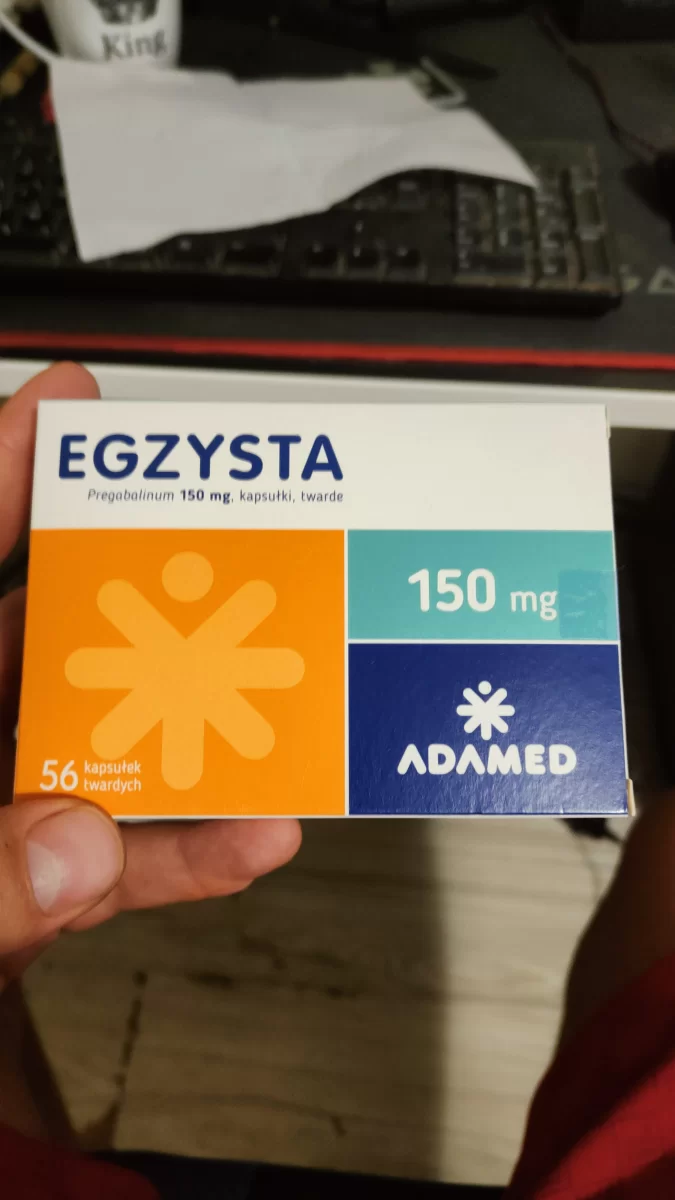 King
EGZYSTA
Pregabalinum 150 mg, kapsułki, twarde
150 mg
ADAMED
56 kapsułek
twardych